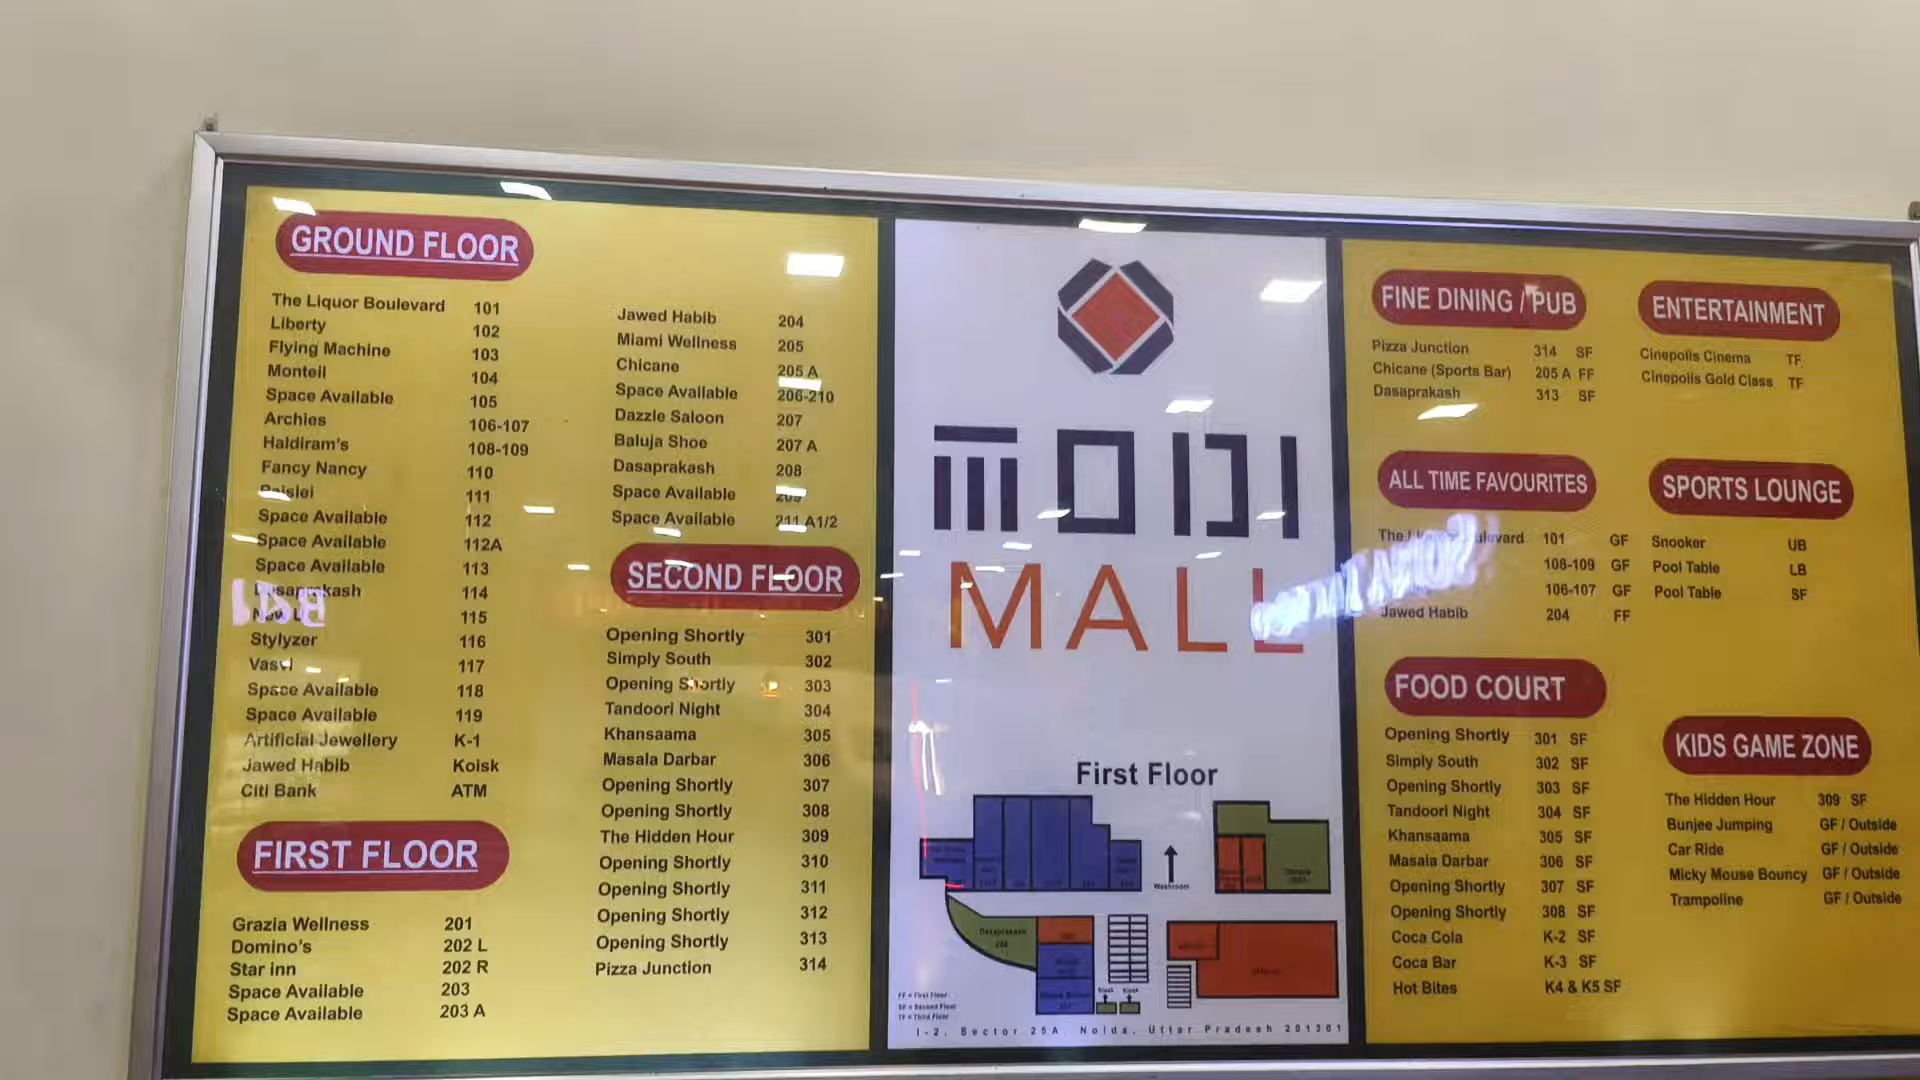 GROUND FLOOR
The Liquor Boulevard 101
Liberty 102
Flying Machine 103
Monteil 104
Space Available 105
Archies 106-107
Haldiram's 108-109
Fancy Nancy 110
111
Space Available 112
Space Available 112A
Space Available 113
Dasaprakash 114
115
Stylyzer 116
117
Space Available 118
Space Available 119
Artificial Jewellery K-1
Jawed Habib Koisk
Citi Bank ATM
FIRST FLOOR
Grazia Wellness 201
Domino's 202 L
Star inn 202 R
Space Available 203
Space Available 203 A
Jawed Habib 204
Miami Wellness 205
Chicane 205 A
Space Available 206-210
Dazzle Saloon 207
Baluja Shoe 207 A
Dasaprakash 208
Space Available 209
Space Available 211 A1/2
SECOND FLOOR
Opening Shortly 301
Simply South 302
Opening Shortly 303
Tandoori Night 304
Khansaama 305
Masala Darbar 306
Opening Shortly 307
Opening Shortly 308
The Hidden Hour 309
Opening Shortly 310
Opening Shortly 311
Opening Shortly 312
Opening Shortly 313
Pizza Junction 314
MODI
MALL
First Floor
Washroom
Dasaprakash
208
Kiosk Kiosk
FF = First Floor
SF = Second Floor
TF = Third Floor
I-2, Sector 25A, Noida, Uttar Pradesh 201301
FINE DINING / PUB
Pizza Junction 314 SF
Chicane (Sports Bar) 205 A FF
Dasaprakash 313 SF
ALL TIME FAVOURITES
The Liquor Boulevard 101 GF
108-109 GF
106-107 GF
Jawed Habib 204 FF
FOOD COURT
Opening Shortly 301 SF
Simply South 302 SF
Opening Shortly 303 SF
Tandoori Night 304 SF
Khansaama 305 SF
Masala Darbar 306 SF
Opening Shortly 307 SF
Opening Shortly 308 SF
Coca Cola K-2 SF
Coca Bar K-3 SF
Hot Bites K4 & K5 SF
ENTERTAINMENT
Cinepolis Cinema TF
Cinepolis Gold Class TF
SPORTS LOUNGE
Snooker UB
Pool Table LB
Pool Table SF
KIDS GAME ZONE
The Hidden Hour 309 SF
Bunjee Jumping GF / Outside
Car Ride GF / Outside
Micky Mouse Bouncy GF / Outside
Trampoline GF / Outside